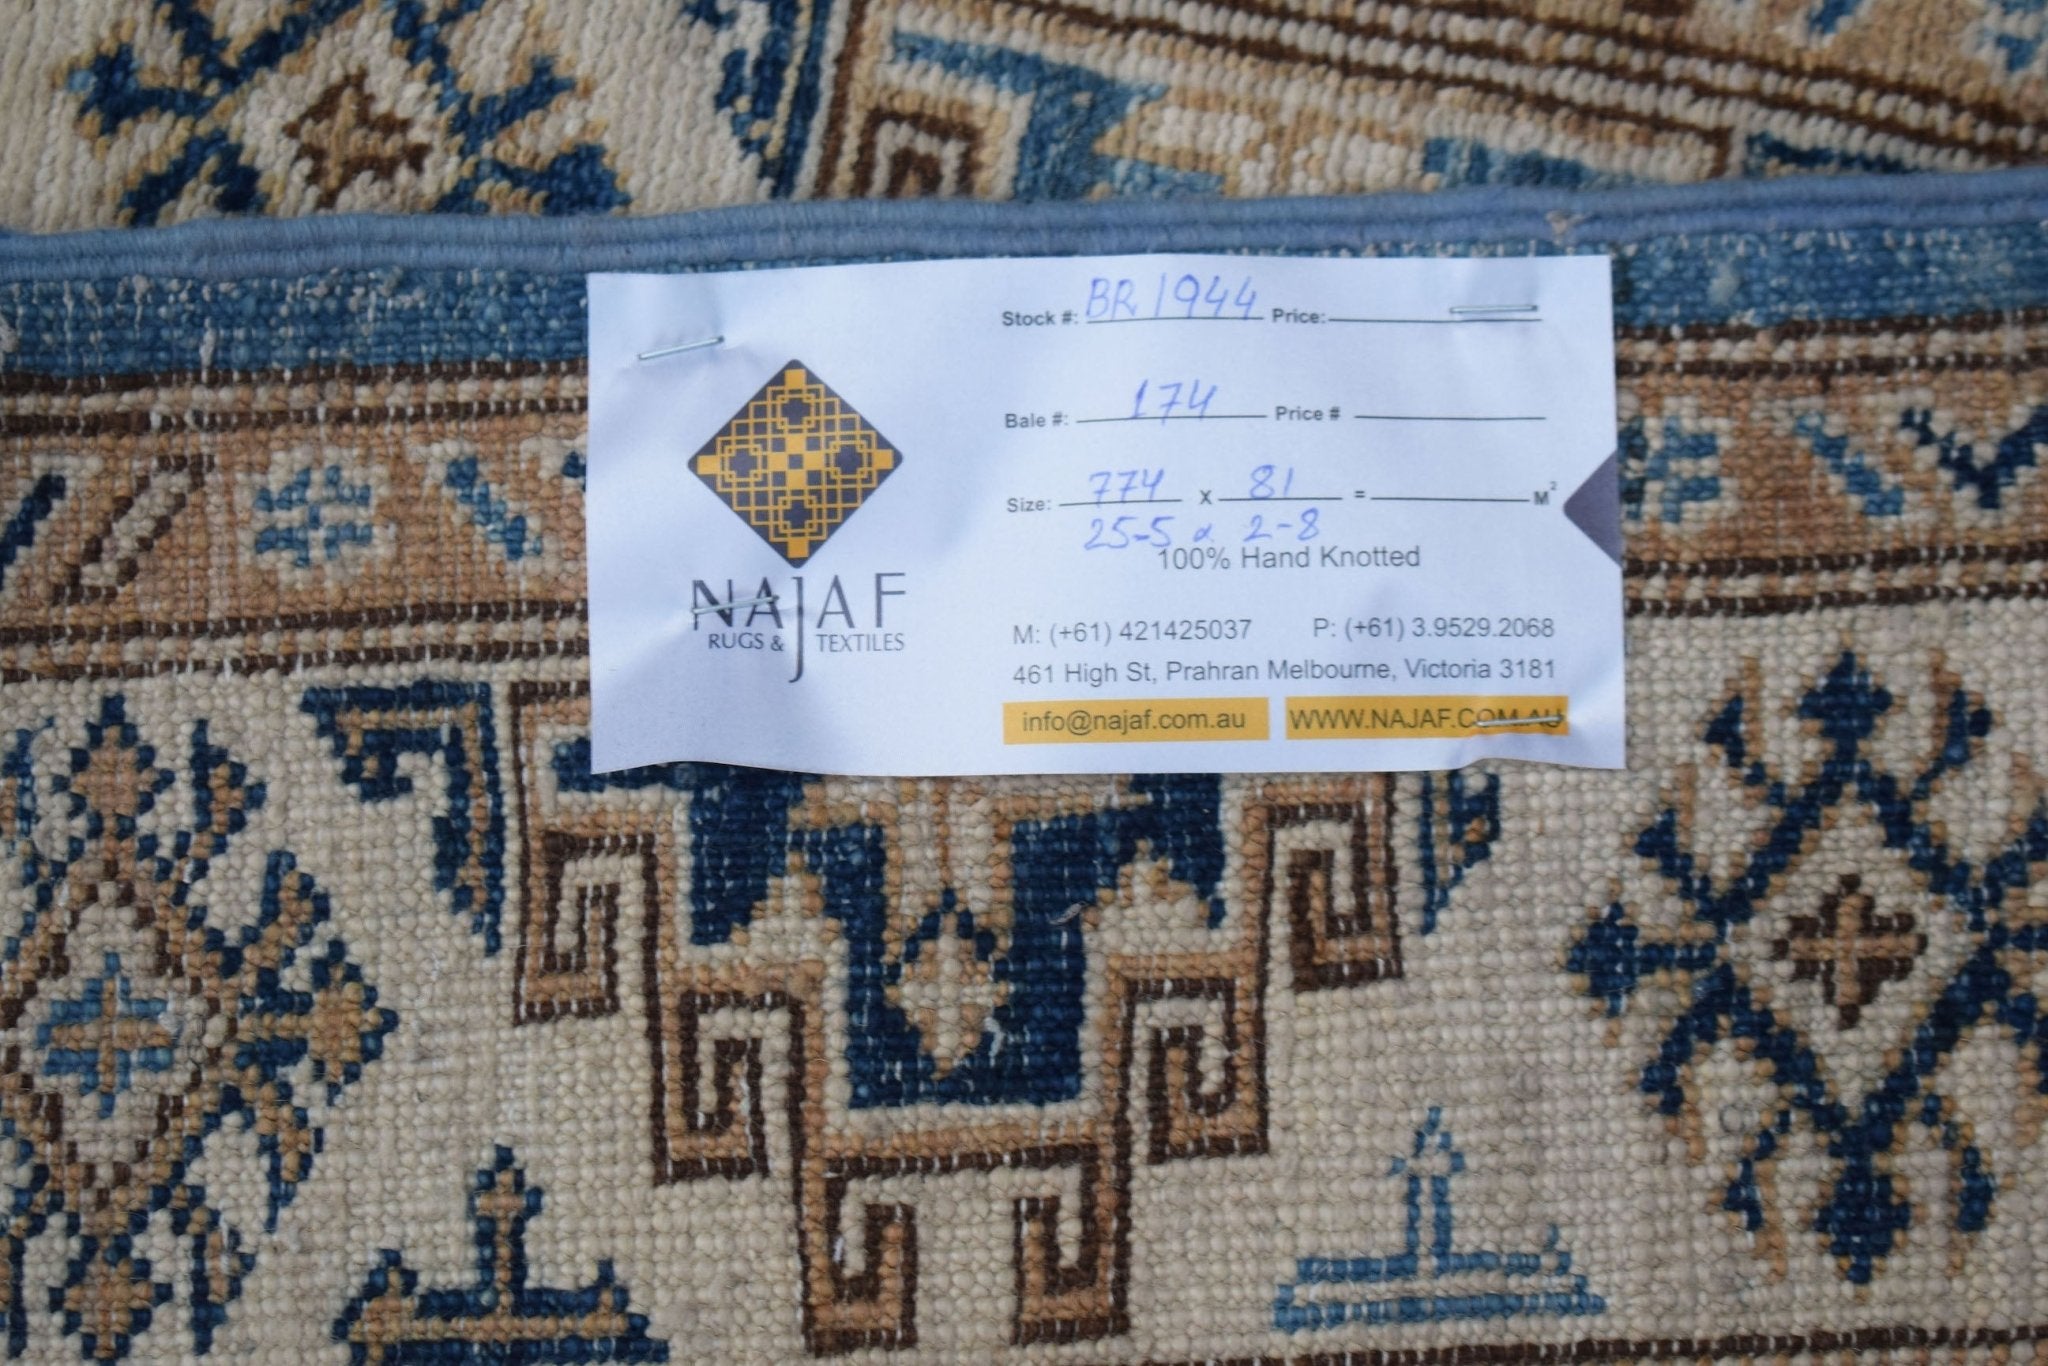 NAJAF
RUGS & TEXTILES
Stock #: BR 1944 Price:
Bale #: 174 Price #
Size: 774 X 81 = M²
25-5 x 2-8
100% Hand Knotted
M: (+61) 421425037 P: (+61) 3.9529.2068
461 High St, Prahran Melbourne, Victoria 3181
info@najaf.com.au WWW.NAJAF.COM.AU